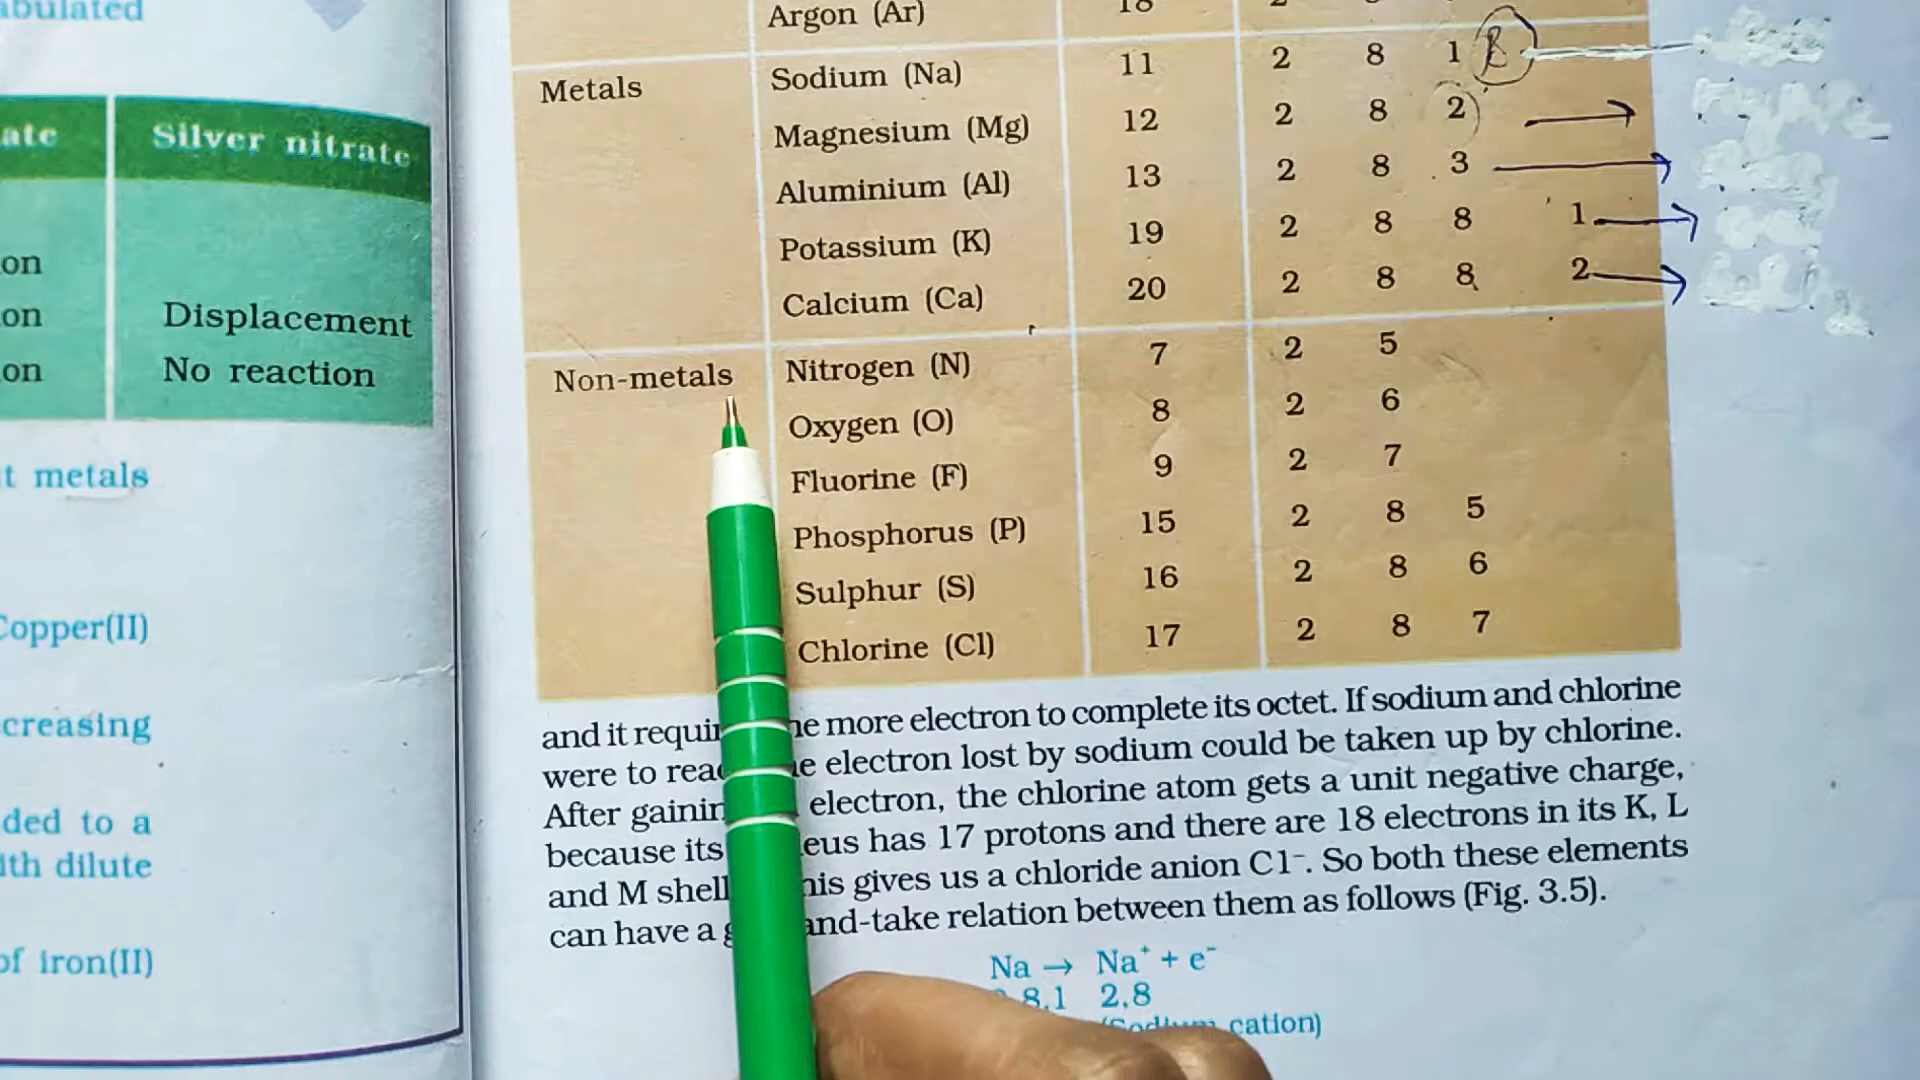 abulated
ate Silver nitrate
on
on Displacement
on No reaction
t metals
Copper(II)
creasing
ded to a
ith dilute
of iron(II)
Argon (Ar) 18 2 8
Metals Sodium (Na) 11 2 8 1
Magnesium (Mg) 12 2 8 2
Aluminium (Al) 13 2 8 3
Potassium (K) 19 2 8 8 1
Calcium (Ca) 20 2 8 8 2
Non-metals Nitrogen (N) 7 2 5
Oxygen (O) 8 2 6
Fluorine (F) 9 2 7
Phosphorus (P) 15 2 8 5
Sulphur (S) 16 2 8 6
Chlorine (Cl) 17 2 8 7
and it requi ne more electron to complete its octet. If sodium and chlorine
were to rea e electron lost by sodium could be taken up by chlorine.
After gainin electron, the chlorine atom gets a unit negative charge,
because its eus has 17 protons and there are 18 electrons in its K, L
and M shell his gives us a chloride anion C1⁻. So both these elements
can have a g and-take relation between them as follows (Fig. 3.5).
Na → Na⁺ + e⁻
8,1 2,8
(Sodium cation)